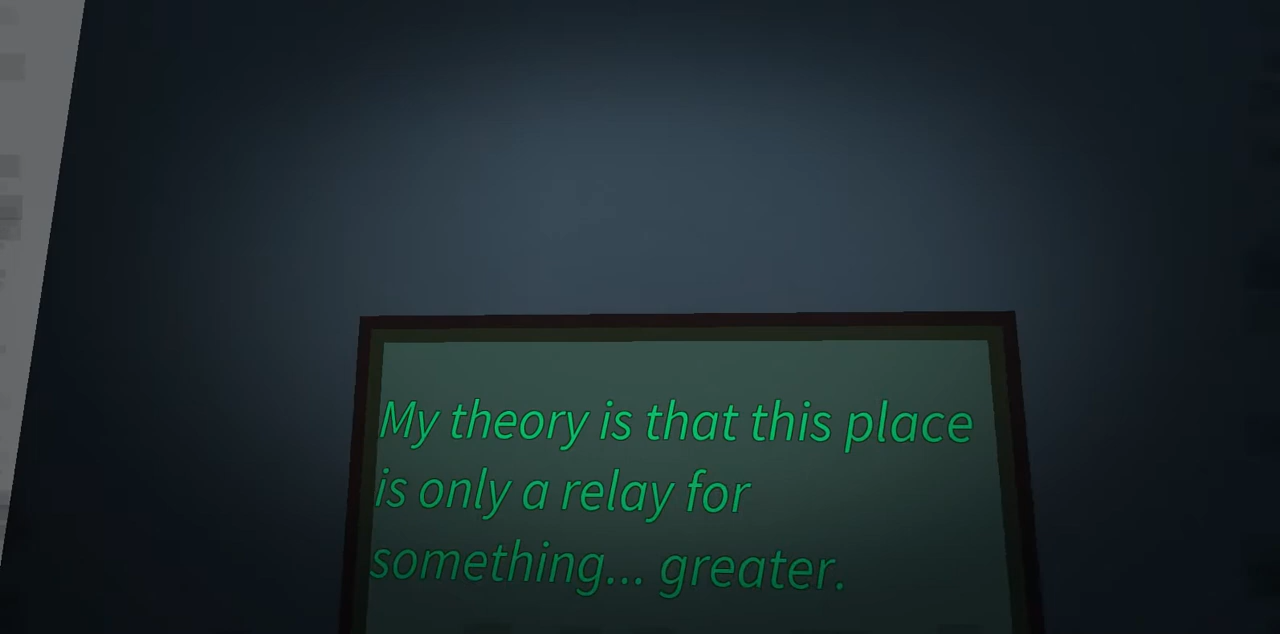 My theory is that this place
is only a relay for
something... greater.